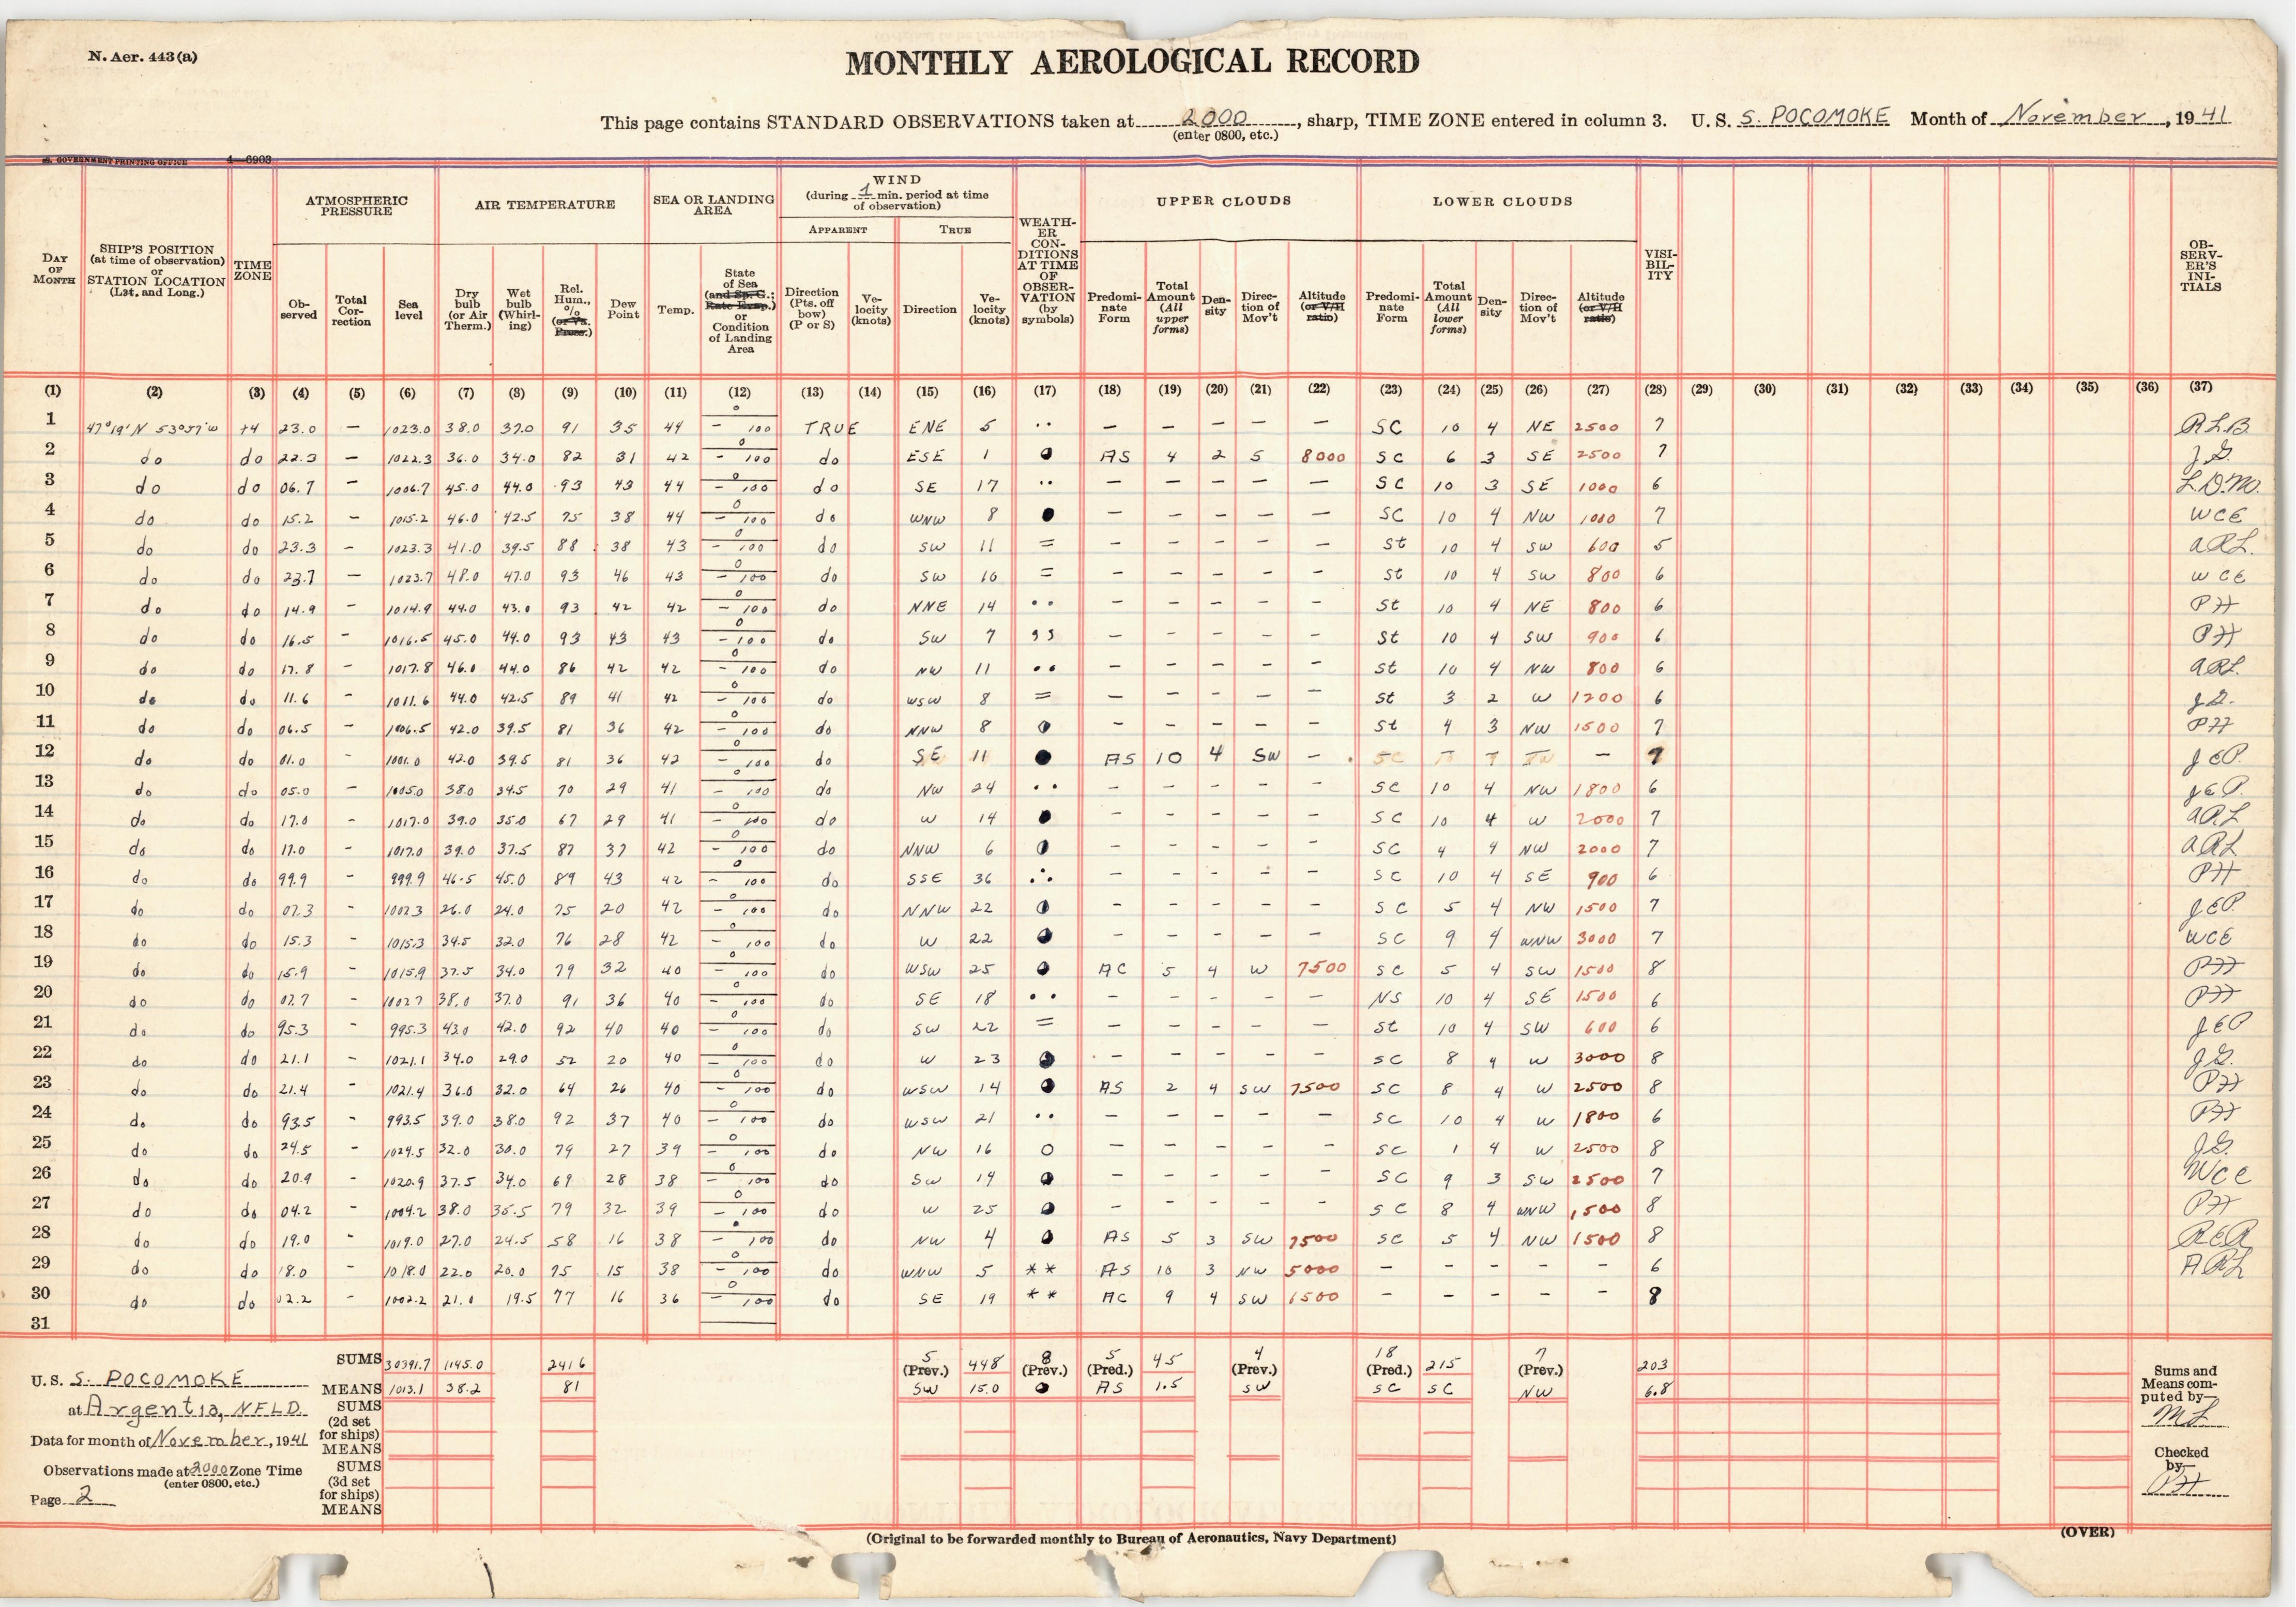 N. Aer. 443(a)
MONTHLY AEROLOGICAL RECORD
This page contains STANDARD OBSERVATIONS taken at 2000, sharp, TIME ZONE entered in column 3. U. S. S. POCOMOKE Month of November, 1941
(enter 0800, etc.)
U. S. GOVERNMENT PRINTING OFFICE 4—6903
DAY OF MONTH
SHIP'S POSITION (at time of observation) or STATION LOCATION (Lat. and Long.)
TIME ZONE
ATMOSPHERIC PRESSURE
Observed
Total Correction
Sea level
AIR TEMPERATURE
Dry bulb (or Air Therm.)
Wet bulb (Whirling)
Rel. Hum., % (or Va. Press.)
Dew Point
SEA OR LANDING AREA
Temp.
State of Sea (and Sp. G.; Rate Evap.) or Condition of Landing Area
WIND
(during 1 min. period at time of observation)
APPARENT
Direction (Pts. off bow) (P or S)
Velocity (knots)
TRUE
Direction
Velocity (knots)
WEATHER CONDITIONS AT TIME OF OBSERVATION (by symbols)
UPPER CLOUDS
Predominate Form
Total Amount (All upper forms)
Density
Direction of Mov't
Altitude (or V/H ratio)
LOWER CLOUDS
Predominate Form
Total Amount (All lower forms)
Density
Direction of Mov't
Altitude (or V/H ratio)
VISIBILITY
OBSERVER'S INITIALS
(1) (2) (3) (4) (5) (6) (7) (8) (9) (10) (11) (12) (13) (14) (15) (16) (17) (18) (19) (20) (21) (22) (23) (24) (25) (26) (27) (28) (29) (30) (31) (32) (33) (34) (35) (36) (37)
1 47°19'N 53°57'W +4 23.0 — 1023.0 38.0 37.0 91 35 44 0 – 100 TRUE ENE 5 •• — — — — — SC 10 4 NE 2500 7 RLB
2 do do 22.3 — 1022.3 36.0 34.0 82 31 42 0 – 100 do ESE 1 AS 4 2 S 8000 SC 6 3 SE 2500 7 J.G.
3 do do 06.7 – 1006.7 45.0 44.0 93 43 44 0 – 100 do SE 17 •• — — — — — SC 10 3 SE 1000 6 L.D.M.
4 do do 15.2 – 1015.2 46.0 42.5 75 38 44 0 – 100 do WNW 8 ● — — — — — SC 10 4 NW 1000 7 WCE
5 do do 23.3 – 1023.3 41.0 39.5 88 38 43 0 – 100 do SW 11 = – – – – – St 10 4 SW 600 5 ARL.
6 do do 23.7 — 1023.7 48.0 47.0 93 46 43 0 – 100 do SW 10 = – – – – – St 10 4 SW 800 6 WCE
7 do do 14.9 – 1014.9 44.0 43.0 93 42 42 0 – 100 do NNE 14 •• – – – – – St 10 4 NE 800 6 PH
8 do do 16.5 – 1016.5 45.0 44.0 93 43 43 0 – 100 do SW 7 ,, – – – – – St 10 4 SW 900 6 PH
9 do do 17.8 – 1017.8 46.0 44.0 86 42 42 0 – 100 do NW 11 •• – – – – – St 10 4 NW 800 6 ARL.
10 do do 11.6 – 1011.6 44.0 42.5 89 41 42 0 – 100 do WSW 8 = – – – – – St 3 2 W 1200 6 J.G.
11 do do 06.5 – 1006.5 42.0 39.5 81 36 42 0 – 100 do NNW 8 ◑ – – – – – St 4 3 NW 1500 7 PH
12 do do 01.0 – 1001.0 42.0 39.5 81 36 42 0 – 100 do SE 11 ● AS 10 4 SW – – JEP.
13 do do 05.0 – 1005.0 38.0 34.5 70 29 41 0 – 100 do NW 24 •• – – – – – SC 10 4 NW 1800 6 JEP.
14 do do 17.0 – 1017.0 39.0 35.0 67 29 41 0 – 100 do W 14 ● – – – – – SC 10 4 W 2000 7 ARL
15 do do 17.0 – 1017.0 39.0 37.5 87 37 42 0 – 100 do NNW 6 ◑ – – – – – SC 4 4 NW 2000 7 ARL
16 do do 99.9 – 999.9 46.5 45.0 89 43 42 0 – 100 do SSE 36 ∴ – – – – – SC 10 4 SE 900 6 PH
17 do do 07.3 – 1007.3 26.0 24.0 75 20 42 0 – 100 do NNW 22 ◑ – – – – – SC 5 4 NW 1500 7 JEP.
18 do do 15.3 – 1015.3 34.5 32.0 76 28 42 0 – 100 do W 22 – – – – – SC 9 4 WNW 3000 7 WCE
19 do do 15.9 – 1015.9 37.5 34.0 79 32 40 0 – 100 do WSW 25 AC 5 4 W 7500 SC 5 4 SW 1500 8 PH
20 do do 07.7 – 1007.7 38.0 37.0 91 36 40 0 – 100 do SE 18 •• – – – – – NS 10 4 SE 1500 6 PH
21 do do 95.3 – 995.3 43.0 42.0 92 40 40 0 – 100 do SW 22 = – – – – – St 10 4 SW 600 6 JEP
22 do do 21.1 – 1021.1 34.0 29.0 52 20 40 0 – 100 do W 23 – – – – – SC 8 4 W 3000 8 J.G.
23 do do 21.4 – 1021.4 36.0 32.0 64 26 40 0 – 100 do WSW 14 AS 2 4 SW 7500 SC 8 4 W 2500 8 PH
24 do do 93.5 – 993.5 39.0 38.0 92 37 40 0 – 100 do WSW 21 •• – – – – – SC 10 4 W 1800 6 PH
25 do do 24.5 – 1024.5 32.0 30.0 79 27 39 0 – 100 do NW 16 ○ – – – – – SC 1 4 W 2500 8 J.G.
26 do do 20.9 – 1020.9 37.5 34.0 69 28 38 0 – 100 do SW 14 – – – – – SC 9 3 SW 2500 7 WCE
27 do do 04.2 – 1004.2 38.0 35.5 79 32 39 0 – 100 do W 25 – – – – – SC 8 4 WNW 1500 8 PH
28 do do 19.0 – 1019.0 27.0 24.5 58 16 38 0 – 100 do NW 4 AS 5 3 SW 7500 SC 5 4 NW 1500 8 RER
29 do do 18.0 – 1018.0 22.0 20.0 75 15 38 0 – 100 do WNW 5 ** AS 10 3 NW 5000 – – – – – 6 ARL
30 do do 02.2 – 1002.2 21.0 19.5 77 16 36 0 – 100 do SE 19 ** AC 9 4 SW 6500 – – – – – 8
31
SUMS 30391.7 1145.0 2416 5 (Prev.) 448 8 (Prev.) 5 (Pred.) 45 4 (Prev.) 18 (Pred.) 215 7 (Prev.) 203
MEANS 1013.1 38.2 81 SW 15.0 AS 1.5 SW SC SC NW 6.8
SUMS (2d set for ships) MEANS
SUMS (3d set for ships) MEANS
U. S. S. POCOMOKE
at Argentia, NFLD.
Data for month of November, 1941
Observations made at 2000 Zone Time
(enter 0800, etc.)
Page 2
Sums and Means computed by— ML
Checked by— PH
(Original to be forwarded monthly to Bureau of Aeronautics, Navy Department)
(OVER)